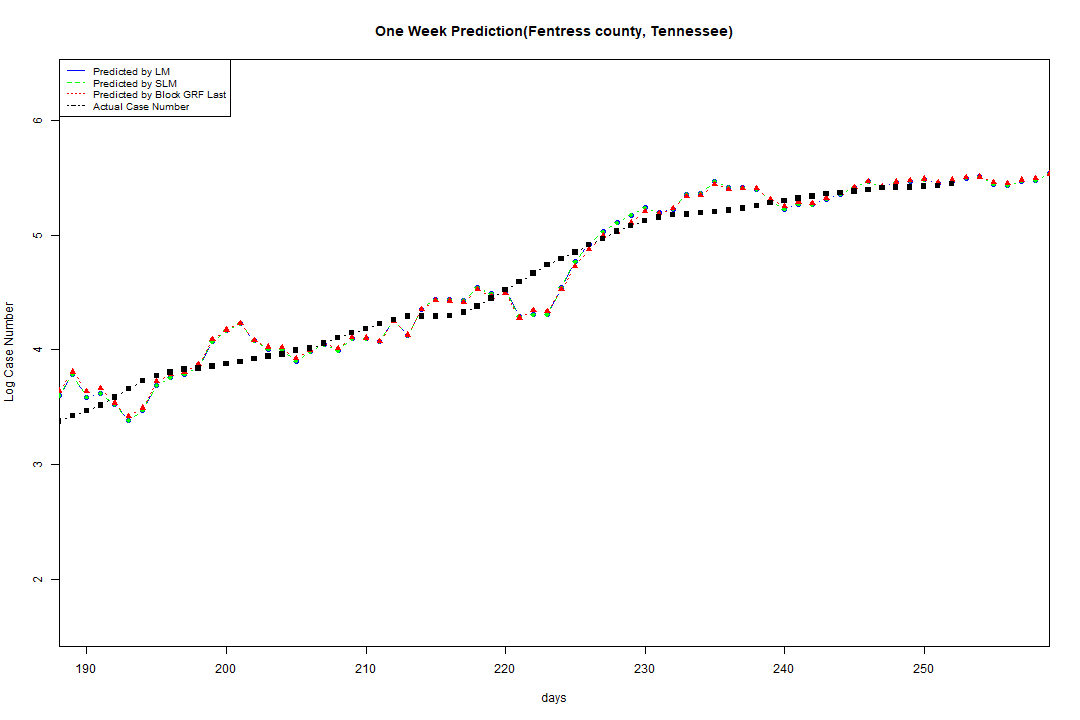 One Week Prediction(Fentress county, Tennessee)
Predicted by LM
Predicted by SLM
Predicted by Block GRF Last
Actual Case Number
6
5
4
3
2
Log Case Number
190 200 210 220 230 240 250
days